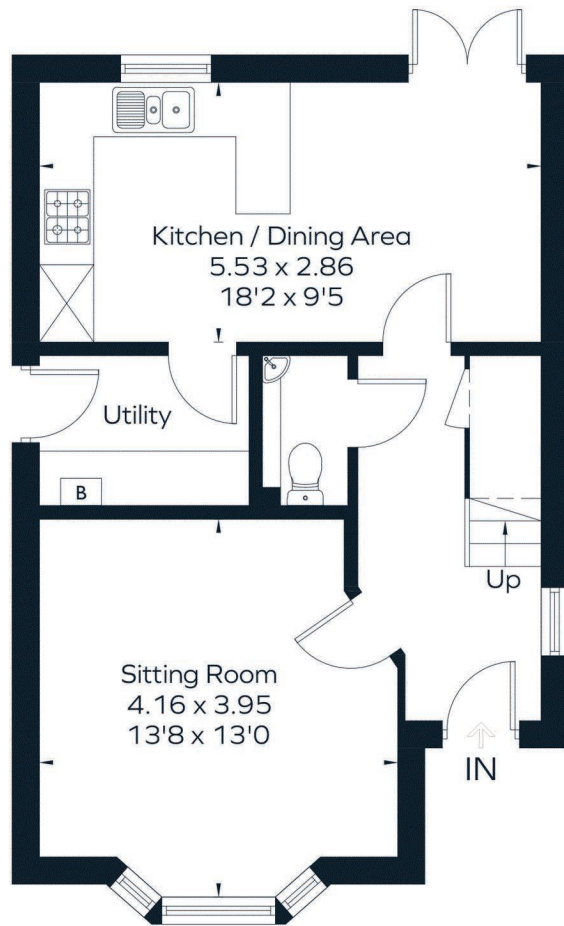 Kitchen / Dining Area
5.53 x 2.86
18'2 x 9'5
Utility
B
Up
Sitting Room
4.16 x 3.95
13'8 x 13'0
IN